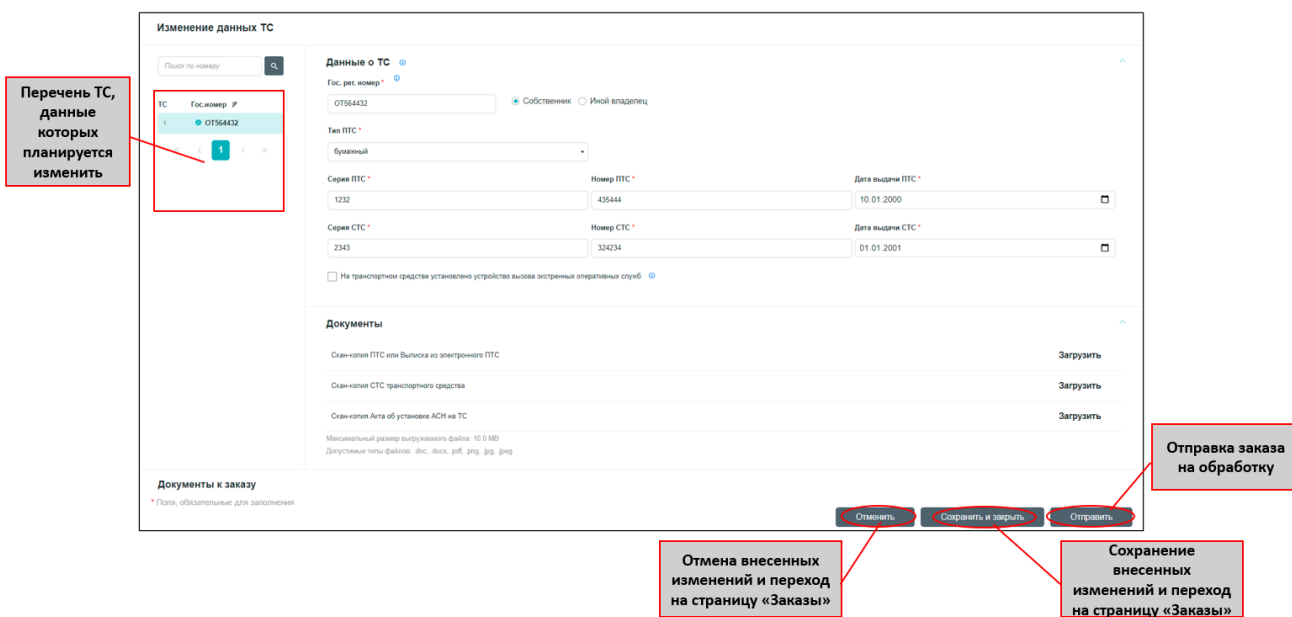 Изменение данных ТС
Поиск по номеру
ТС Гос.номер
1 ОТ564432
« ‹ 1 › »
Перечень ТС,
данные
которых
планируется
изменить
Данные о ТС
Гос. рег. номер *
ОТ564432
Собственник Иной владелец
Тип ПТС *
бумажный
Серия ПТС * Номер ПТС * Дата выдачи ПТС *
1232 435444 10.01.2000
Серия СТС * Номер СТС * Дата выдачи СТС *
2343 324234 01.01.2001
На транспортном средстве установлено устройство вызова экстренных оперативных служб
Документы
Скан-копия ПТС или Выписка из электронного ПТС Загрузить
Скан-копия СТС транспортного средства Загрузить
Скан-копия Акта об установке АСН на ТС Загрузить
Максимальный размер выгружаемого файла: 10.0 MB
Допустимые типы файлов: .doc, .docx, .pdf, .png, .jpg, .jpeg
Документы к заказу
* Поля, обязательные для заполнения
Отменить Сохранить и закрыть Отправить
Отправка заказа
на обработку
Отмена внесенных
изменений и переход
на страницу «Заказы»
Сохранение
внесенных
изменений и переход
на страницу «Заказы»